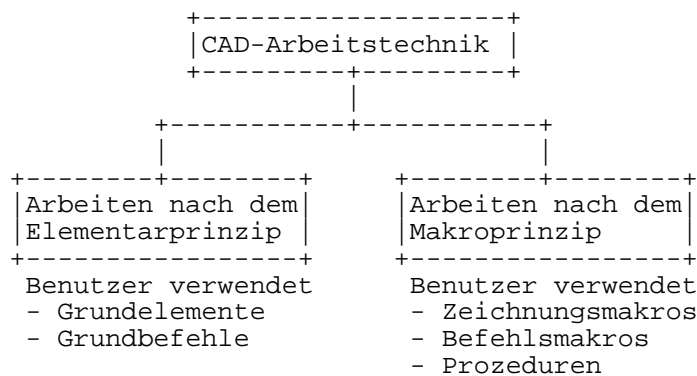 CAD-Arbeitstechnik
Arbeiten nach dem
Elementarprinzip
Benutzer verwendet
- Grundelemente
- Grundbefehle
Arbeiten nach dem
Makroprinzip
Benutzer verwendet
- Zeichnungsmakros
- Befehlsmakros
- Prozeduren